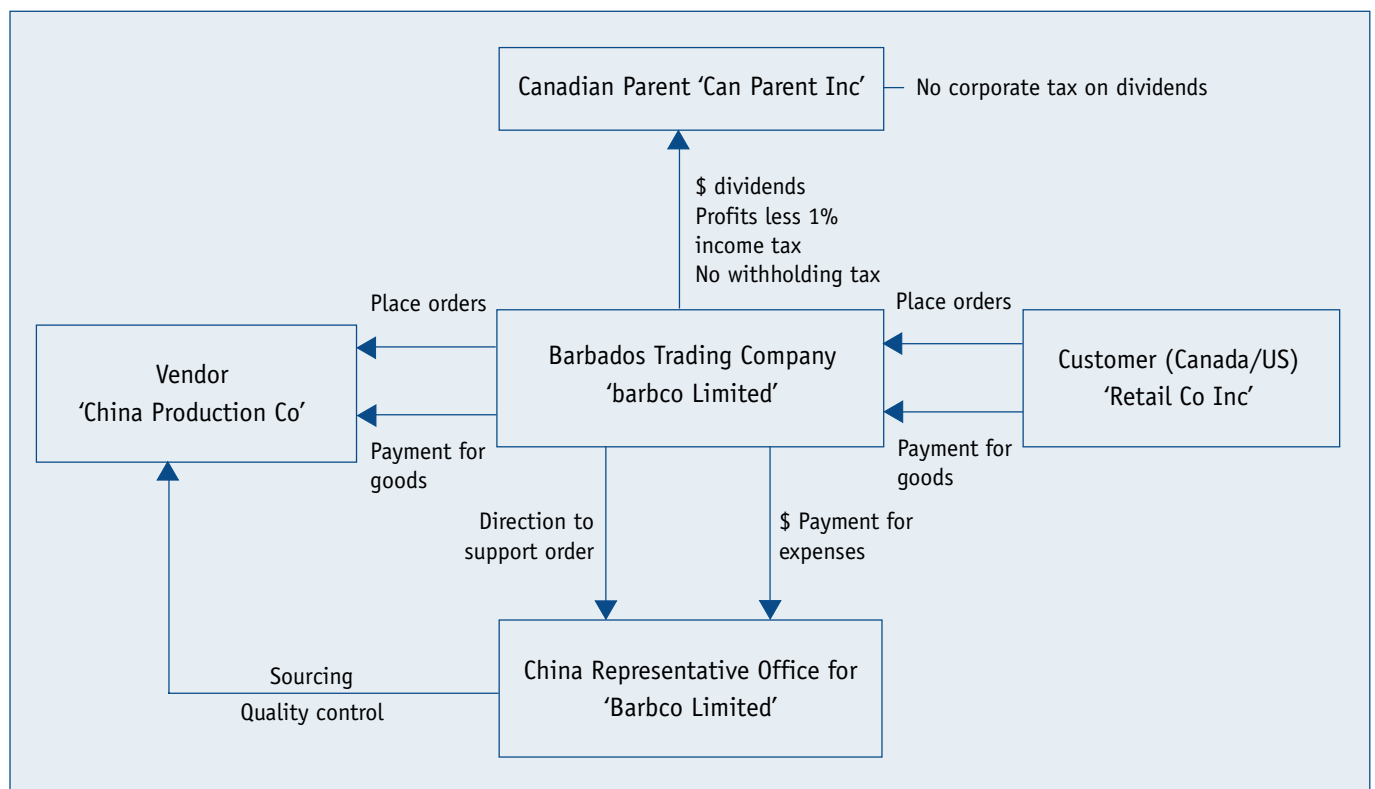 Canadian Parent ‘Can Parent Inc’
No corporate tax on dividends
$ dividends
Profits less 1%
income tax
No withholding tax
Place orders
Place orders
Vendor
‘China Production Co’
Barbados Trading Company
‘barbco Limited’
Customer (Canada/US)
‘Retail Co Inc’
Payment for
goods
Payment for
goods
Direction to
support order
$ Payment for
expenses
Sourcing
Quality control
China Representative Office for
‘Barbco Limited’